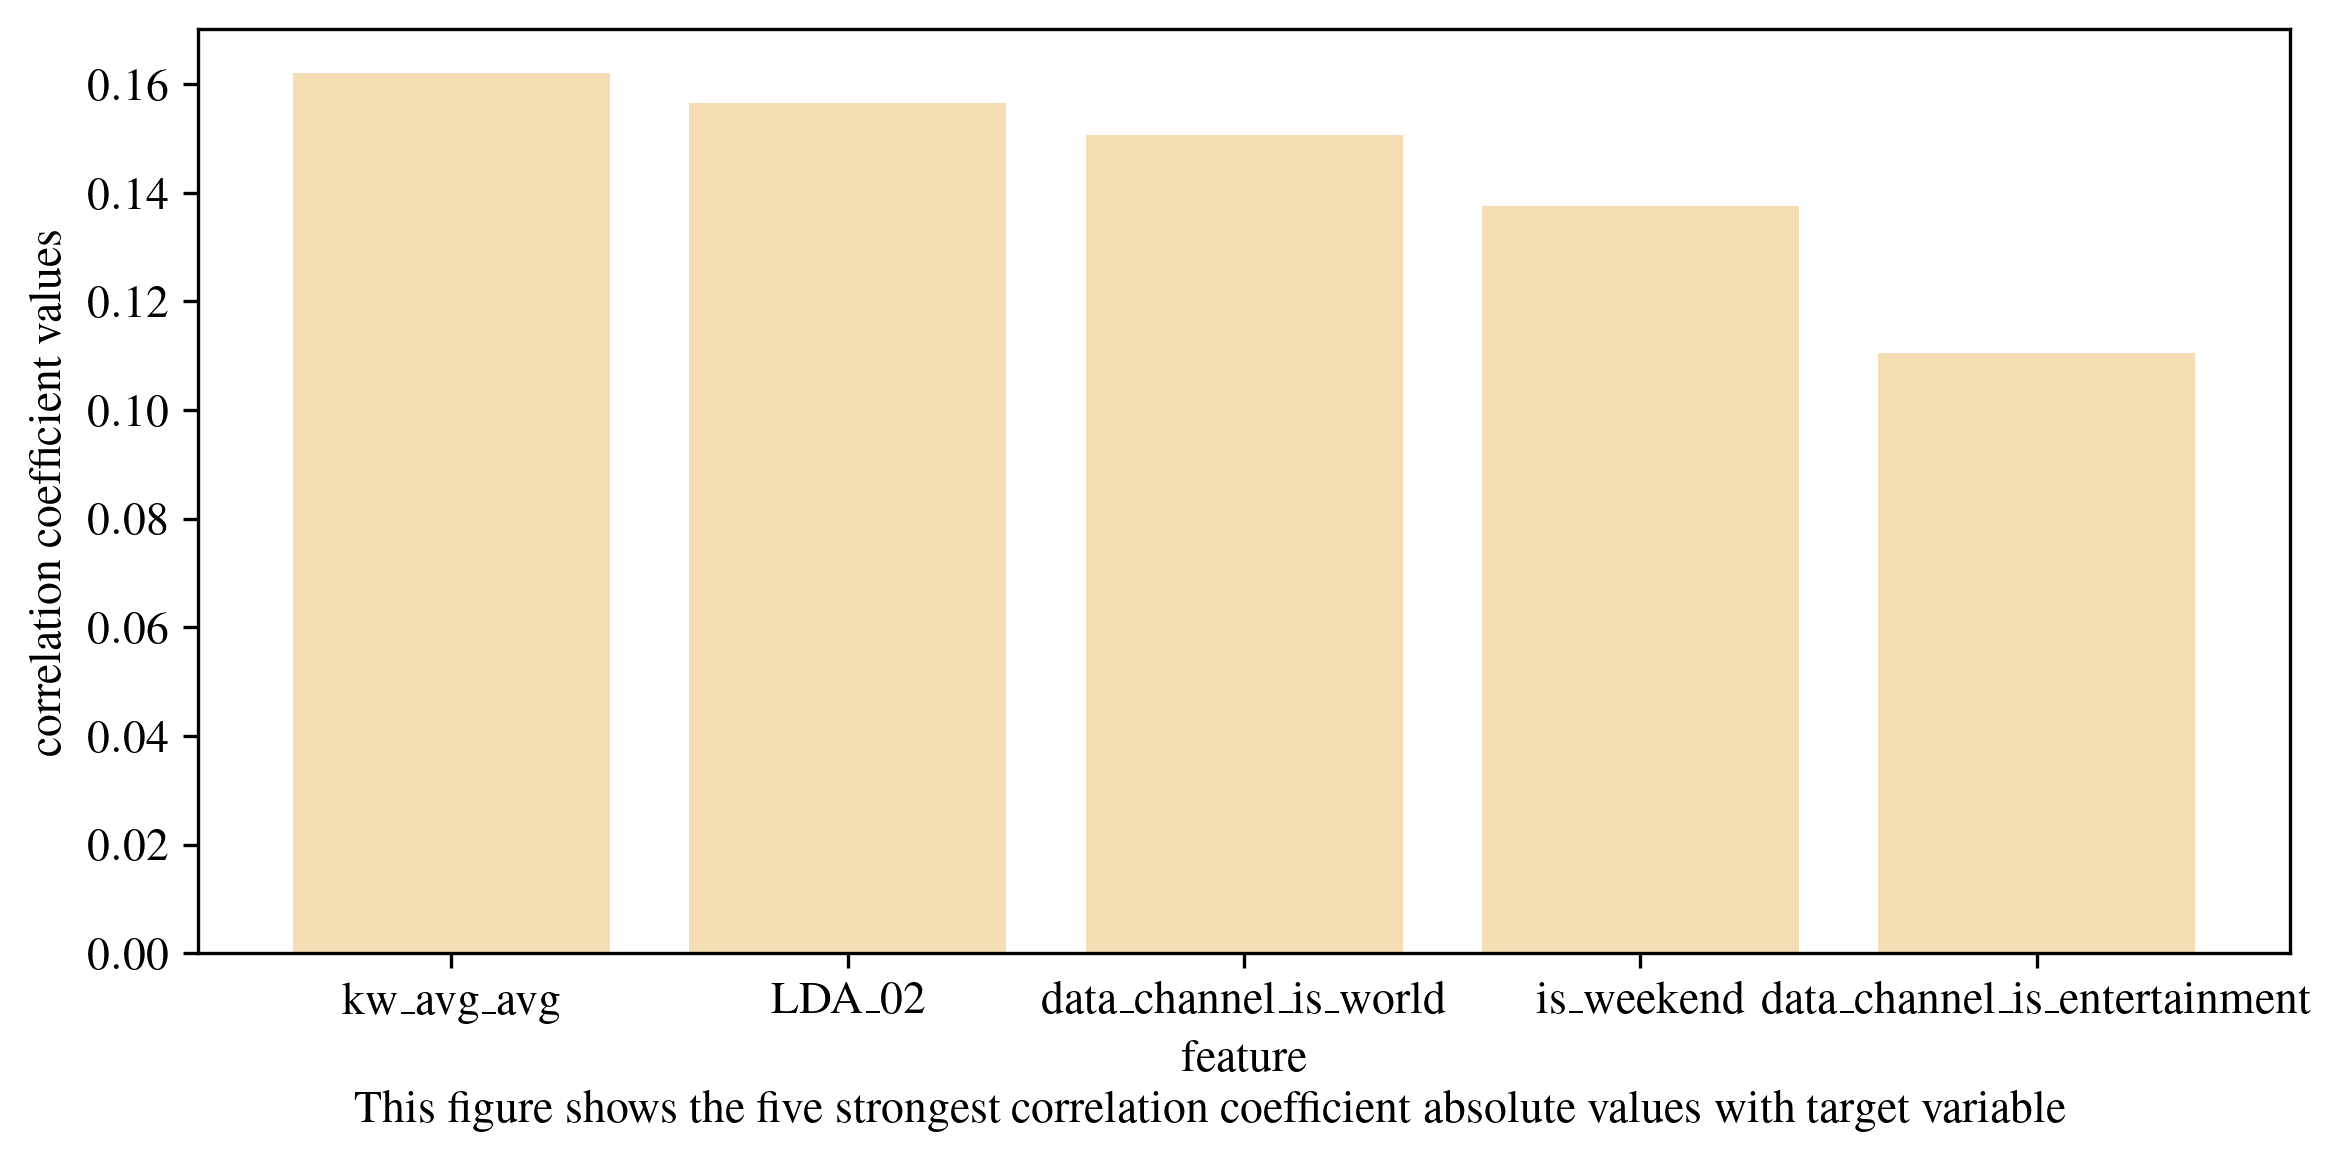 correlation coefficient values
0.16
0.14
0.12
0.10
0.08
0.06
0.04
0.02
0.00
kw_avg_avg LDA_02 data_channel_is_world is_weekend data_channel_is_entertainment
feature
This figure shows the five strongest correlation coefficient absolute values with target variable